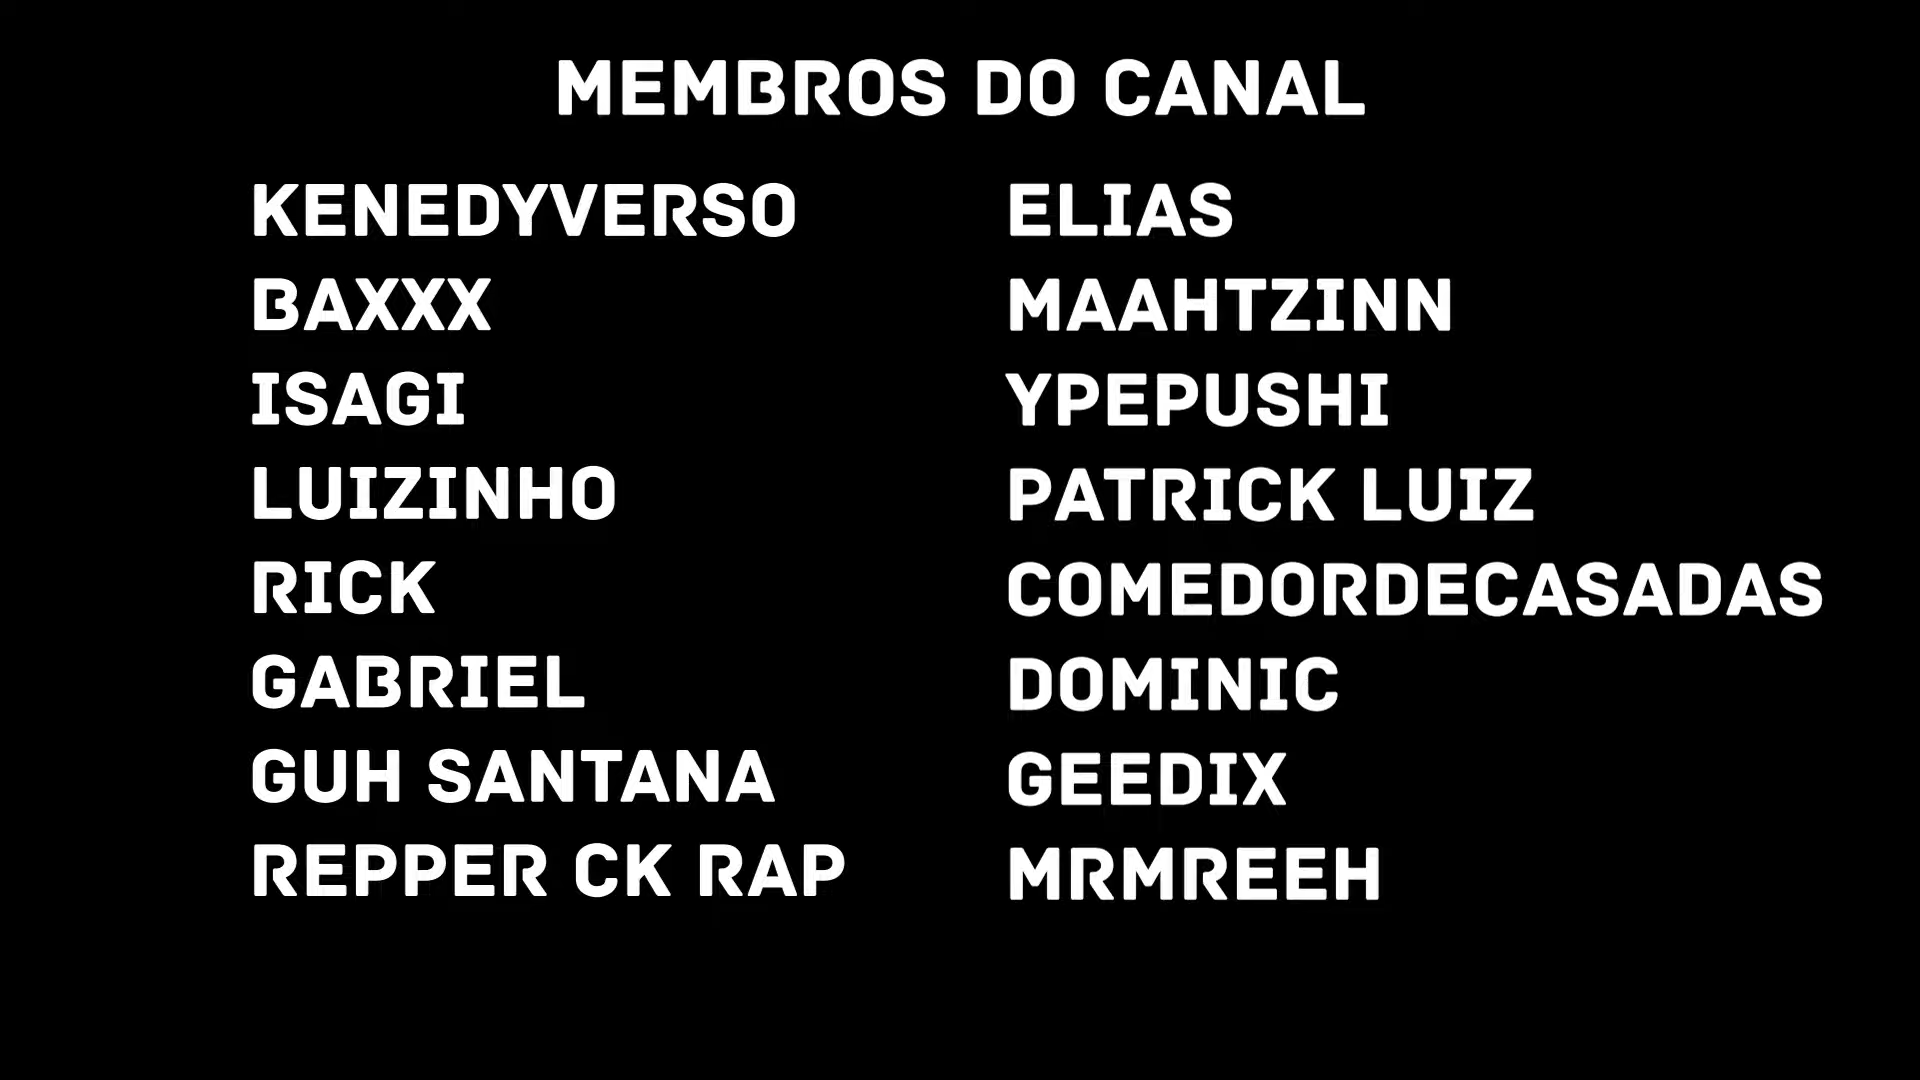 MEMBROS DO CANAL
KENEDYVERSO
BAXXX
ISAGI
LUIZINHO
RICK
GABRIEL
GUH SANTANA
REPPER CK RAP
ELIAS
MAAHTZINN
YPEPUSHI
PATRICK LUIZ
COMEDORDECASADAS
DOMINIC
GEEDIX
MRMREEH